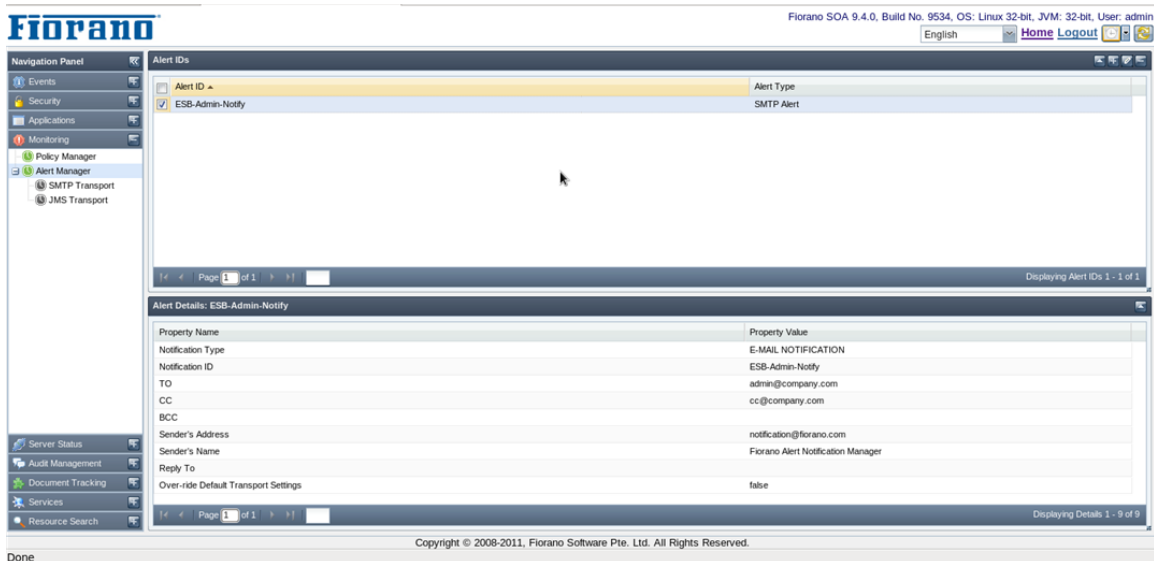 Fiorano
Fiorano SOA 9.4.0, Build No. 9534, OS: Linux 32-bit, JVM: 32-bit, User: admin
English Home Logout
Navigation Panel
Events
Security
Applications
Monitoring
Policy Manager
Alert Manager
SMTP Transport
JMS Transport
Server Status
Audit Management
Document Tracking
Services
Resource Search
Alert IDs
Alert ID Alert Type
ESB-Admin-Notify SMTP Alert
Page 1 of 1 Displaying Alert IDs 1 - 1 of 1
Alert Details: ESB-Admin-Notify
Property Name Property Value
Notification Type E-MAIL NOTIFICATION
Notification ID ESB-Admin-Notify
TO admin@company.com
CC cc@company.com
BCC
Sender's Address notification@fiorano.com
Sender's Name Fiorano Alert Notification Manager
Reply To
Over-ride Default Transport Settings false
Page 1 of 1 Displaying Details 1 - 9 of 9
Copyright © 2008-2011, Fiorano Software Pte. Ltd. All Rights Reserved.
Done